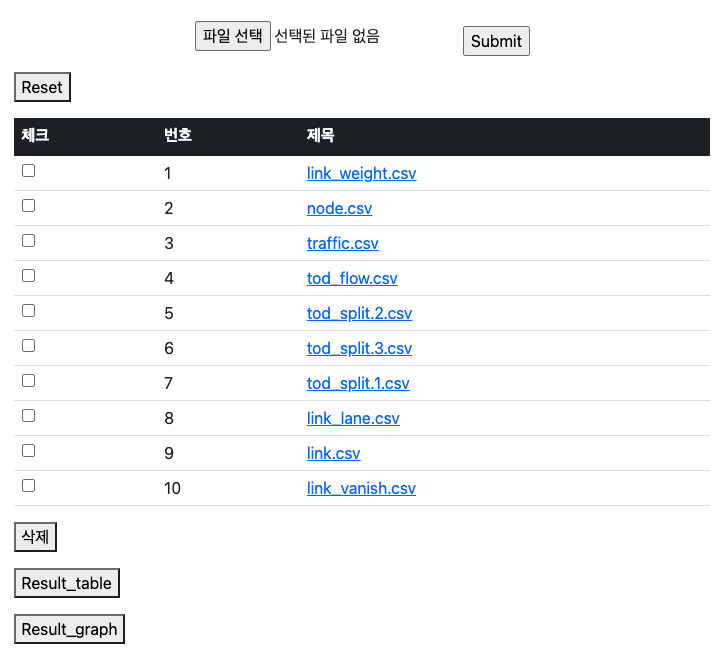 파일 선택 선택된 파일 없음 Submit
Reset
체크 번호 제목
1 link_weight.csv
2 node.csv
3 traffic.csv
4 tod_flow.csv
5 tod_split.2.csv
6 tod_split.3.csv
7 tod_split.1.csv
8 link_lane.csv
9 link.csv
10 link_vanish.csv
삭제
Result_table
Result_graph